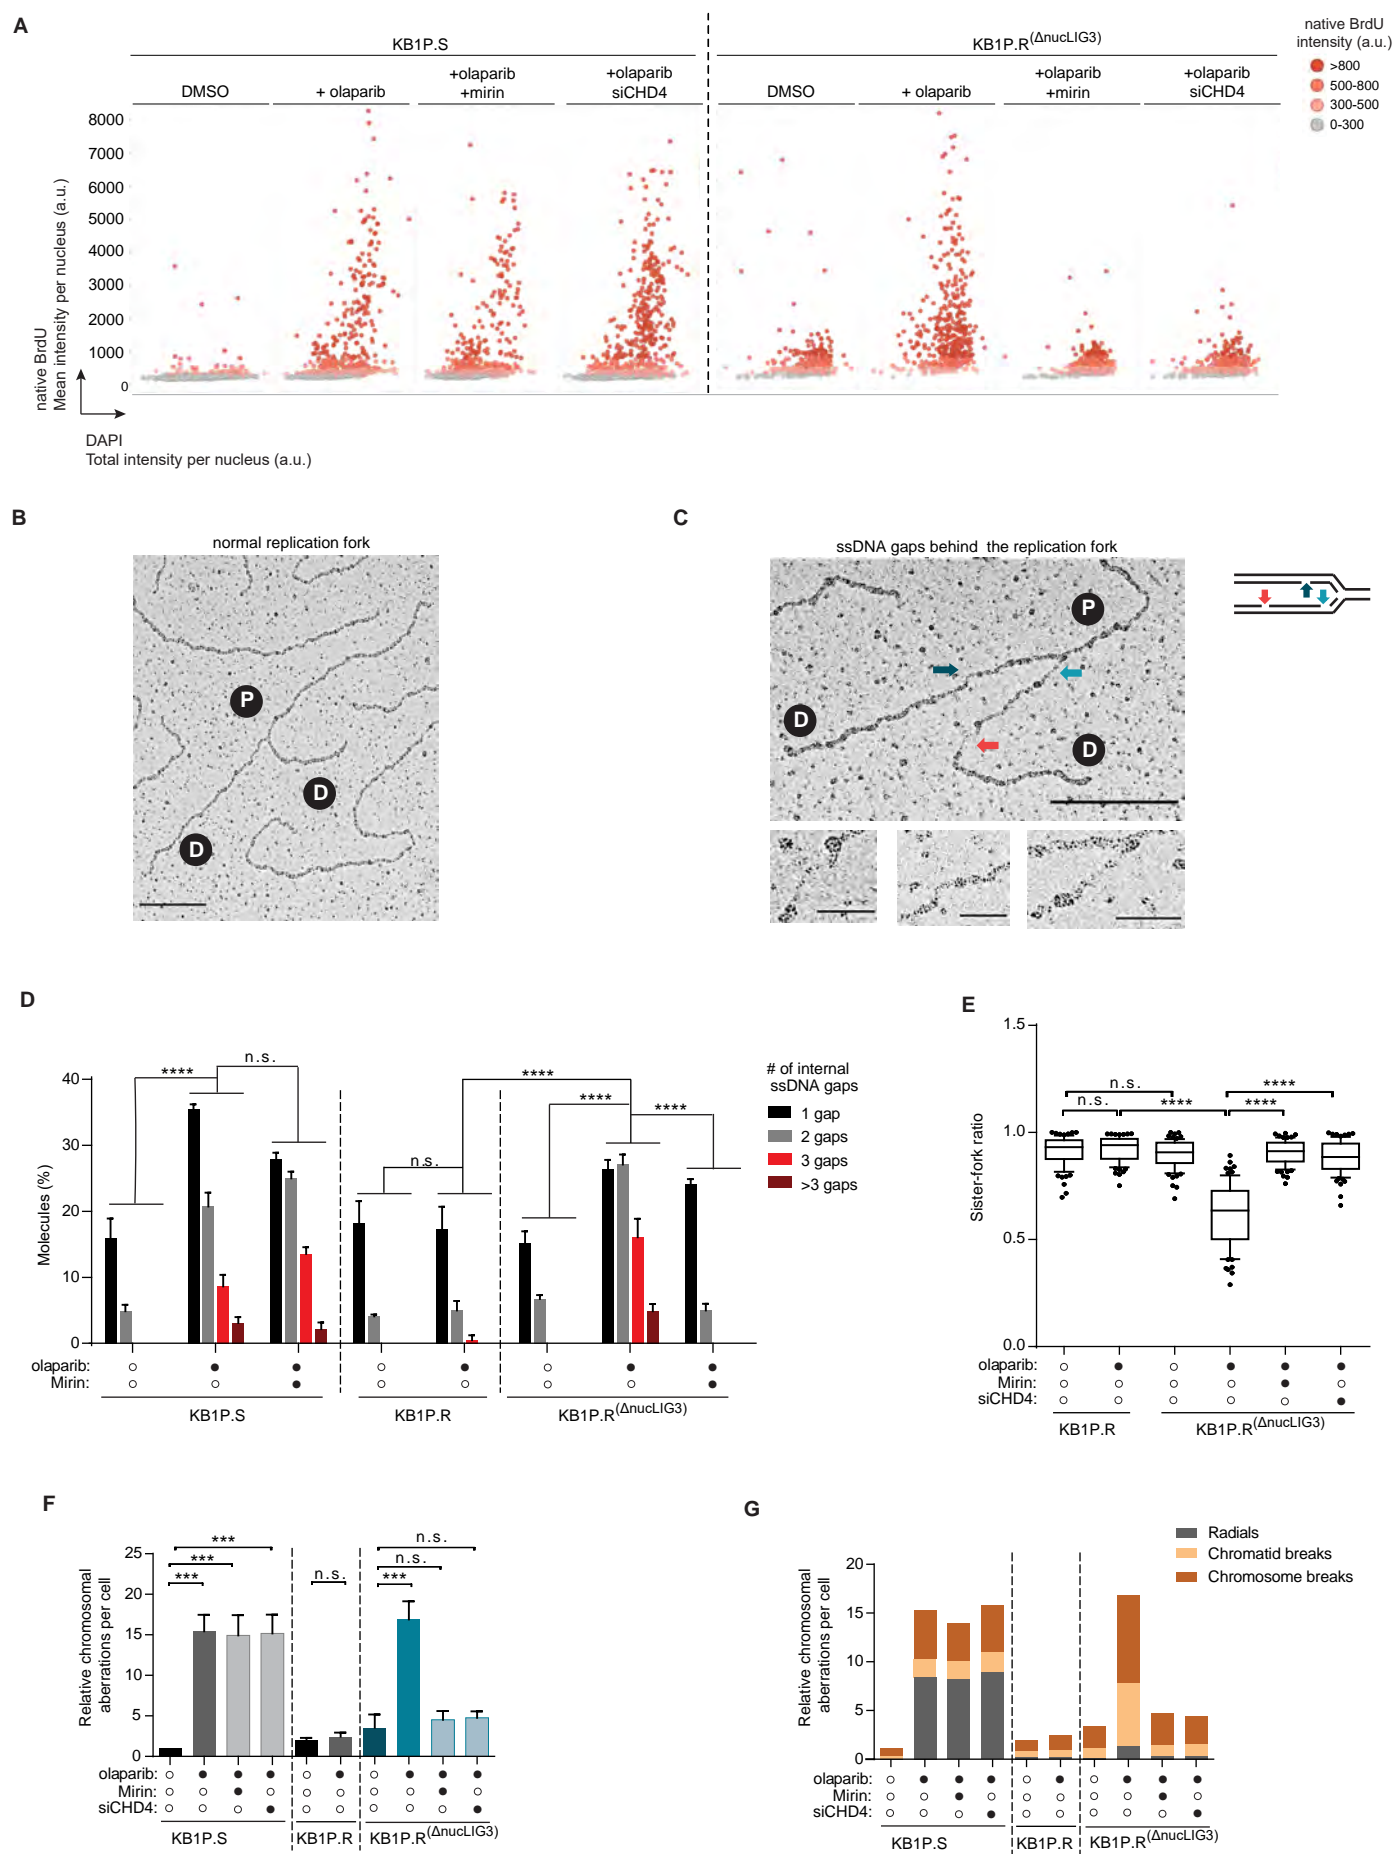 A
KB1P.S
KB1P.R(ΔnucLIG3)
native BrdU
intensity (a.u.)
>800
500-800
300-500
0-300
DMSO
+ olaparib
+olaparib
+mirin
+olaparib
siCHD4
DMSO
+ olaparib
+olaparib
+mirin
+olaparib
siCHD4
8000
7000
6000
5000
4000
3000
2000
1000
0
native BrdU
Mean intensity per nucleus (a.u.)
DAPI
Total intensity per nucleus (a.u.)
B
normal replication fork
P
D
D
C
ssDNA gaps behind the replication fork
P
D
D
D
Molecules (%)
40
30
20
10
0
****
n.s.
n.s.
****
****
****
# of internal
ssDNA gaps
1 gap
2 gaps
3 gaps
>3 gaps
olaparib:
Mirin:
KB1P.S
KB1P.R
KB1P.R(ΔnucLIG3)
E
Sister-fork ratio
1.5
1.0
0.5
0.0
n.s.
n.s.
****
****
****
olaparib:
Mirin:
siCHD4:
KB1P.R
KB1P.R(ΔnucLIG3)
F
Relative chromosomal
aberrations per cell
25
20
15
10
5
0
***
***
***
n.s.
n.s.
n.s.
***
olaparib:
Mirin:
siCHD4:
KB1P.S
KB1P.R
KB1P.R(ΔnucLIG3)
G
Radials
Chromatid breaks
Chromosome breaks
Relative chromosomal
aberrations per cell
20
15
10
5
0
olaparib:
Mirin:
siCHD4:
KB1P.S
KB1P.R
KB1P.R(ΔnucLIG3)